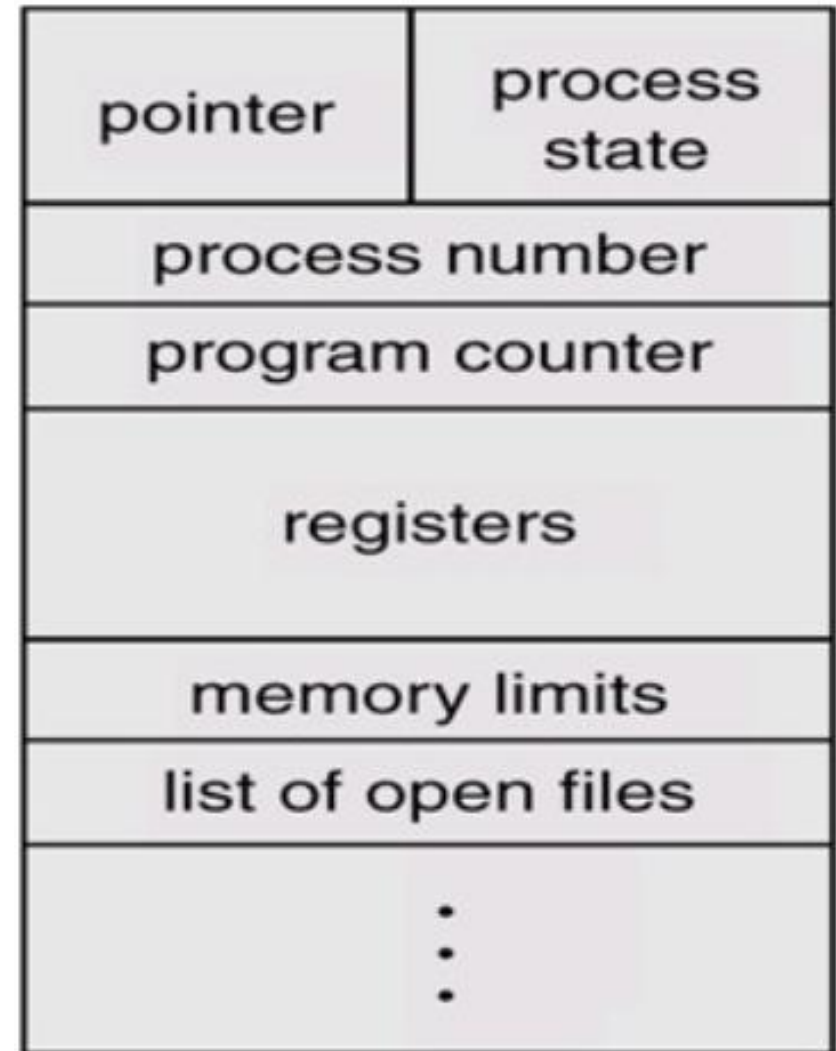 pointer
process
state
process number
program counter
registers
memory limits
list of open files